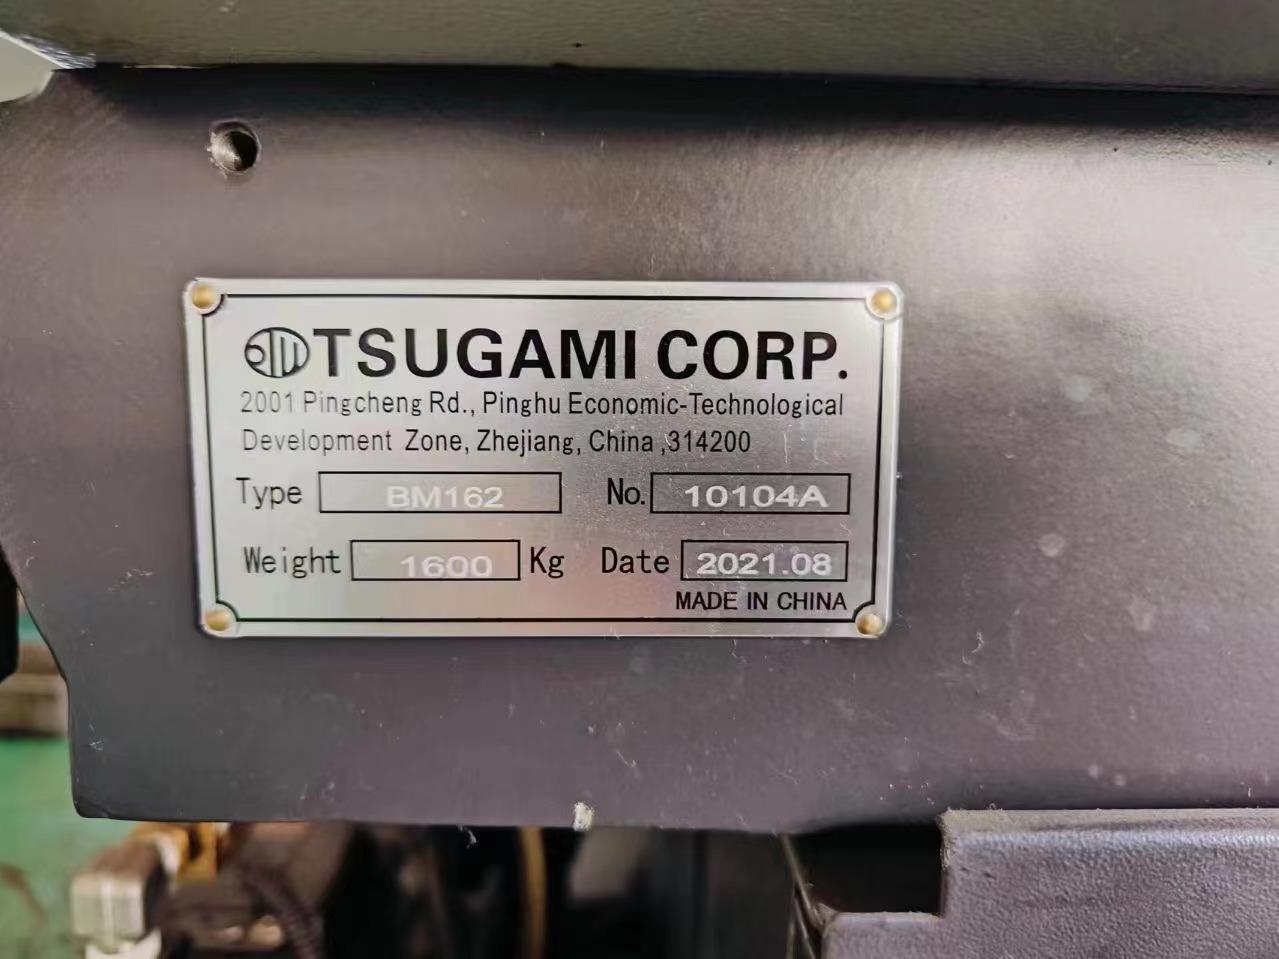 TSUGAMI CORP.
2001 Pingcheng Rd., Pinghu Economic-Technological
Development Zone, Zhejiang, China ,314200
Type BM162 No. 10104A
Weight 1600 Kg Date 2021.08
MADE IN CHINA